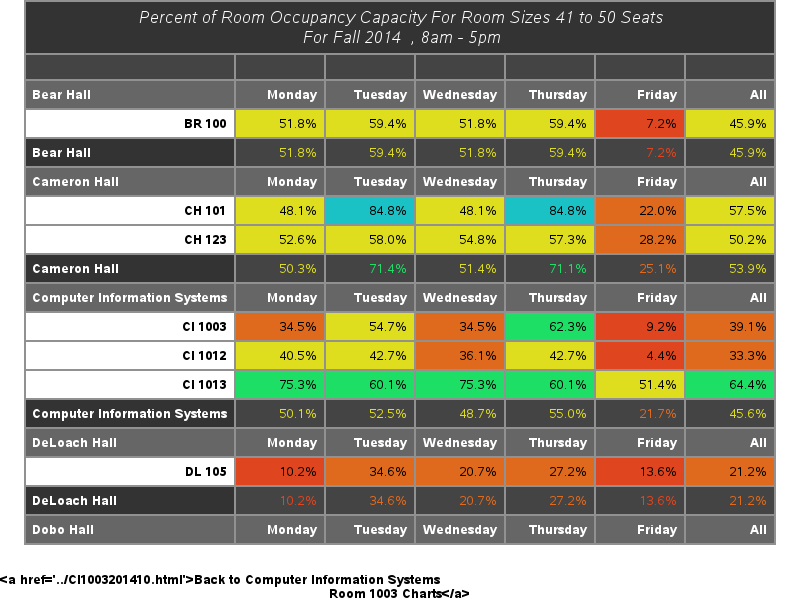 Percent of Room Occupancy Capacity For Room Sizes 41 to 50 Seats
For Fall 2014 , 8am - 5pm
Bear Hall Monday Tuesday Wednesday Thursday Friday All
BR 100 51.8% 59.4% 51.8% 59.4% 7.2% 45.9%
Bear Hall 51.8% 59.4% 51.8% 59.4% 7.2% 45.9%
Cameron Hall Monday Tuesday Wednesday Thursday Friday All
CH 101 48.1% 84.8% 48.1% 84.8% 22.0% 57.5%
CH 123 52.6% 58.0% 54.8% 57.3% 28.2% 50.2%
Cameron Hall 50.3% 71.4% 51.4% 71.1% 25.1% 53.9%
Computer Information Systems Monday Tuesday Wednesday Thursday Friday All
CI 1003 34.5% 54.7% 34.5% 62.3% 9.2% 39.1%
CI 1012 40.5% 42.7% 36.1% 42.7% 4.4% 33.3%
CI 1013 75.3% 60.1% 75.3% 60.1% 51.4% 64.4%
Computer Information Systems 50.1% 52.5% 48.7% 55.0% 21.7% 45.6%
DeLoach Hall Monday Tuesday Wednesday Thursday Friday All
DL 105 10.2% 34.6% 20.7% 27.2% 13.6% 21.2%
DeLoach Hall 10.2% 34.6% 20.7% 27.2% 13.6% 21.2%
Dobo Hall Monday Tuesday Wednesday Thursday Friday All
<a href='../CI1003201410.html'>Back to Computer Information Systems
Room 1003 Charts</a>